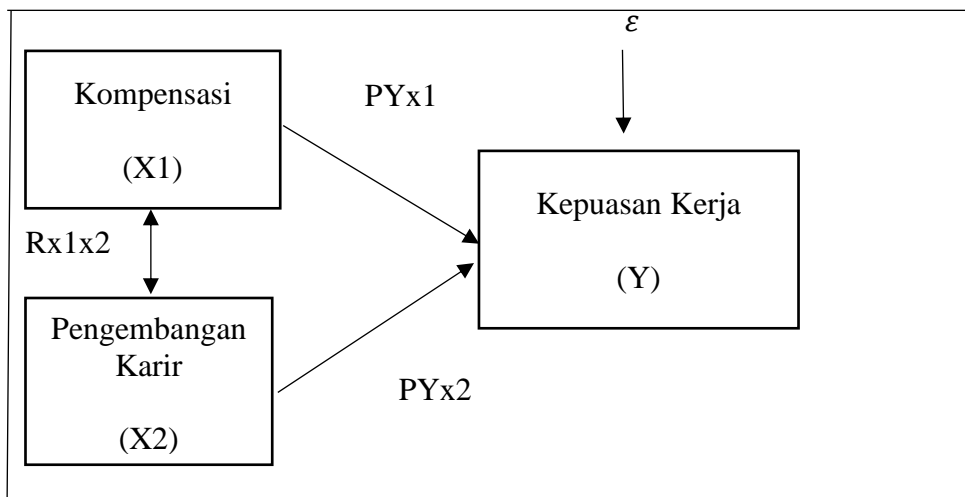 ε
Kompensasi
(X1)
PYx1
Kepuasan Kerja
(Y)
Rx1x2
Pengembangan
Karir
(X2)
PYx2